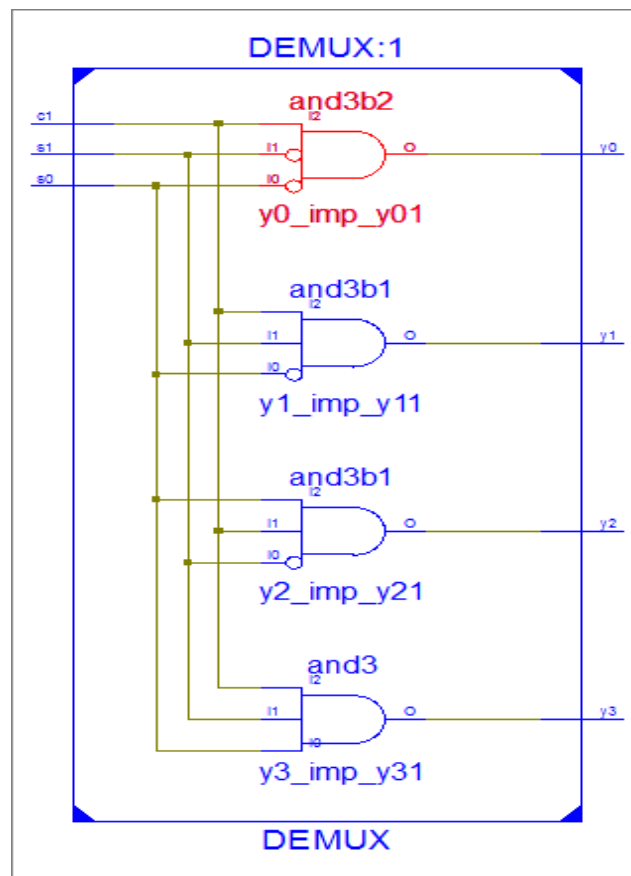 DEMUX:1
and3b2
c1
I2
s1
I1
O
y0
s0
I0
y0_imp_y01
and3b1
I2
I1
O
y1
I0
y1_imp_y11
and3b1
I2
I1
O
y2
I0
y2_imp_y21
and3
I2
I1
O
y3
I0
y3_imp_y31
DEMUX